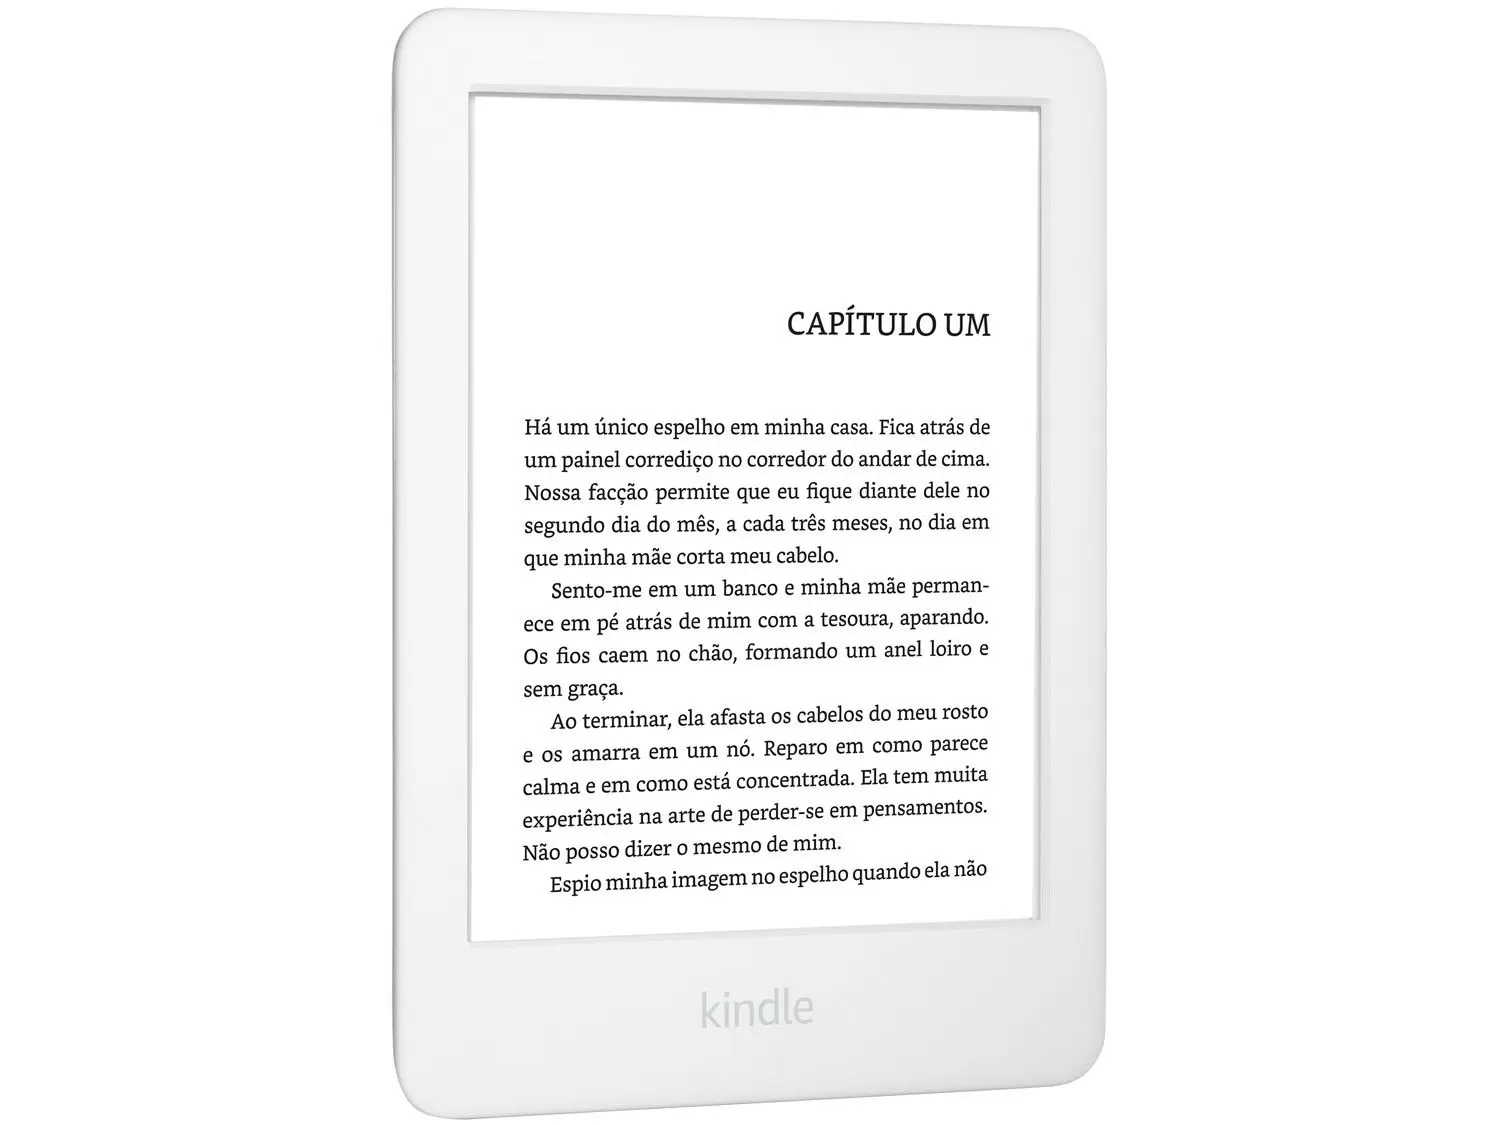 CAPÍTULO UM
Há um único espelho em minha casa. Fica atrás de
um painel corrediço no corredor do andar de cima.
Nossa facção permite que eu fique diante dele no
segundo dia do mês, a cada três meses, no dia em
que minha mãe corta meu cabelo.
Sento-me em um banco e minha mãe perman-
ece em pé atrás de mim com a tesoura, aparando.
Os fios caem no chão, formando um anel loiro e
sem graça.
Ao terminar, ela afasta os cabelos do meu rosto
e os amarra em um nó. Reparo em como parece
calma e em como está concentrada. Ela tem muita
experiência na arte de perder-se em pensamentos.
Não posso dizer o mesmo de mim.
Espio minha imagem no espelho quando ela não
kindle